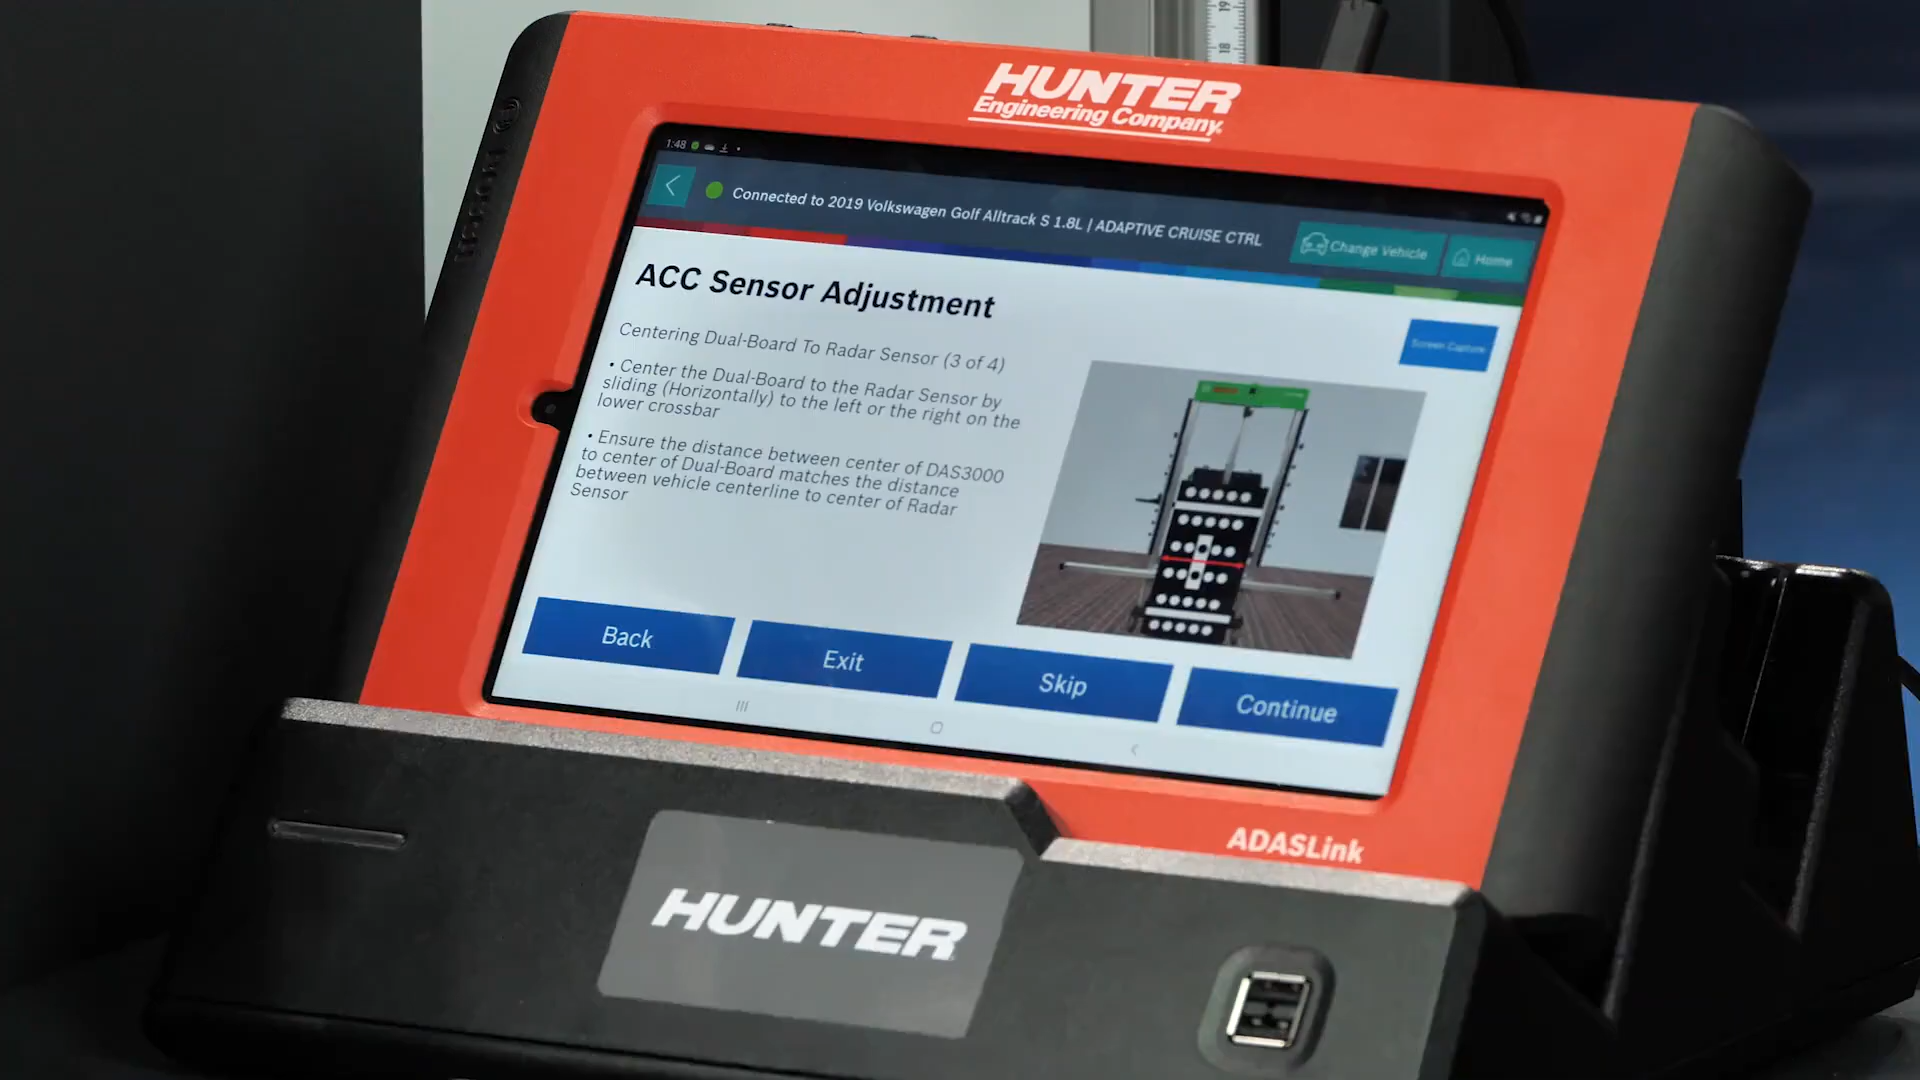 19
18
HUNTER
Engineering Company
1:48
Connected to 2019 Volkswagen Golf Alltrack S 1.8L | ADAPTIVE CRUISE CTRL
Change Vehicle
Home
ACC Sensor Adjustment
Screen Capture
Centering Dual-Board To Radar Sensor (3 of 4)
• Center the Dual-Board to the Radar Sensor by
sliding (Horizontally) to the left or the right on the
lower crossbar
• Ensure the distance between center of DAS3000
to center of Dual-Board matches the distance
between vehicle centerline to center of Radar
Sensor
Back
Exit
Skip
Continue
ADASLink
HUNTER